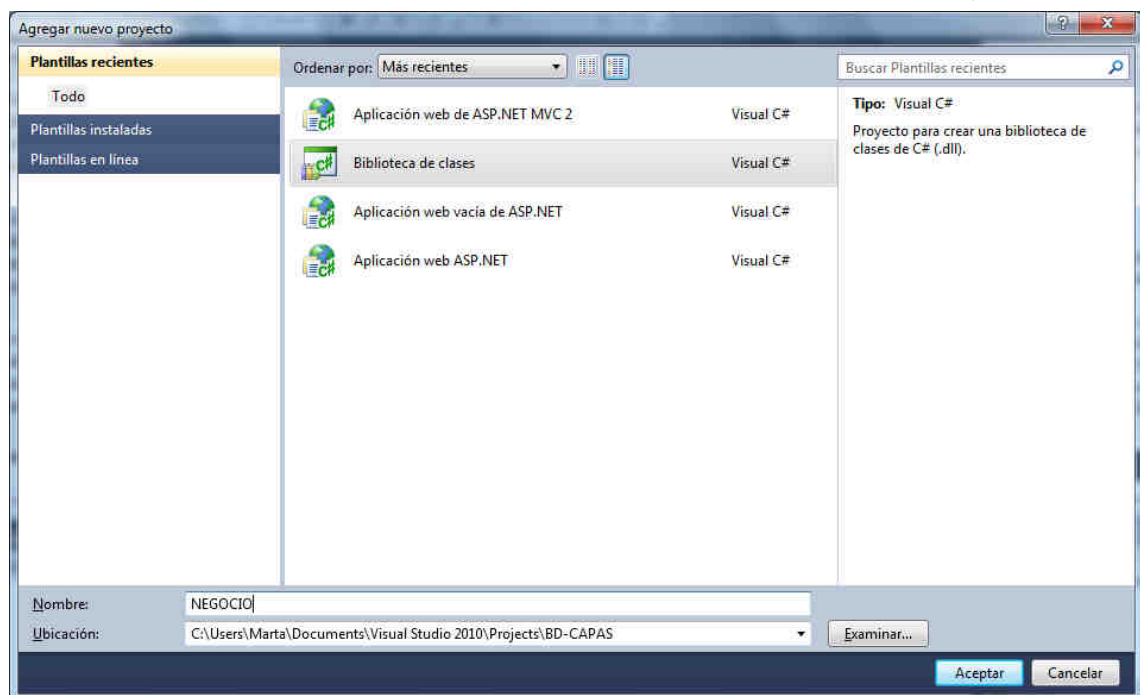 Agregar nuevo proyecto
Plantillas recientes
Todo
Plantillas instaladas
Plantillas en línea
Ordenar por: Más recientes
Aplicación web de ASP.NET MVC 2 Visual C#
Biblioteca de clases Visual C#
Aplicación web vacía de ASP.NET Visual C#
Aplicación web ASP.NET Visual C#
Buscar Plantillas recientes
Tipo: Visual C#
Proyecto para crear una biblioteca de
clases de C# (.dll).
Nombre: NEGOCIO
Ubicación: C:\Users\Marta\Documents\Visual Studio 2010\Projects\BD-CAPAS
Examinar...
Aceptar Cancelar